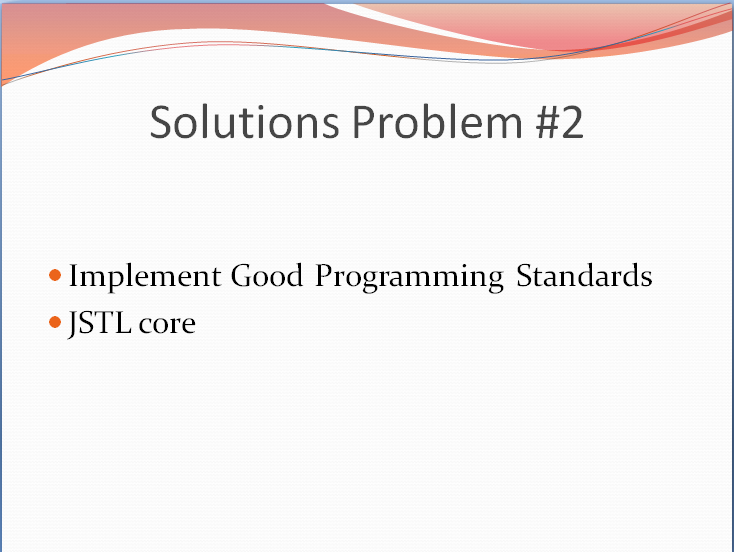 Solutions Problem #2
Implement Good Programming Standards
JSTL core